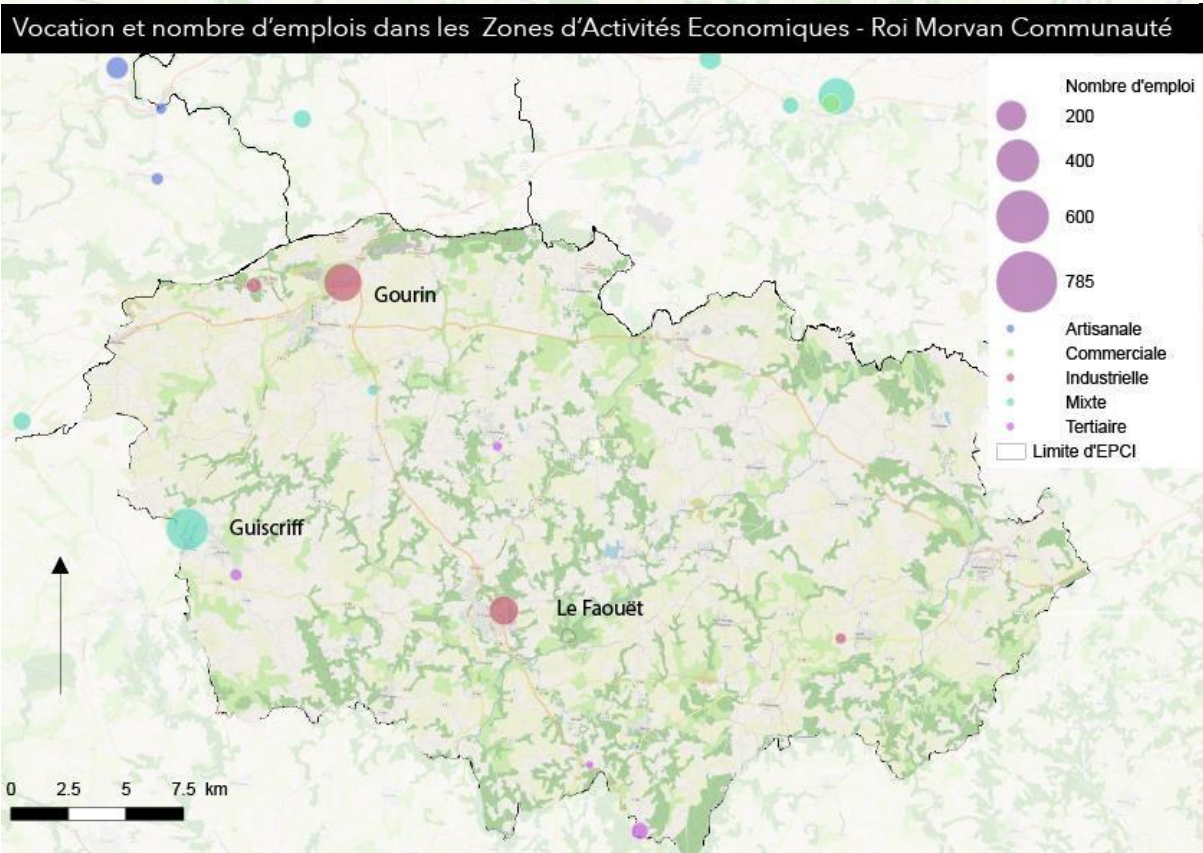 Vocation et nombre d’emplois dans les Zones d’Activités Economiques - Roi Morvan Communauté
Nombre d'emploi
200
400
600
785
Artisanale
Commerciale
Industrielle
Mixte
Tertiaire
Limite d'EPCI
Gourin
Guiscriff
Le Faouët
0 2.5 5 7.5 km